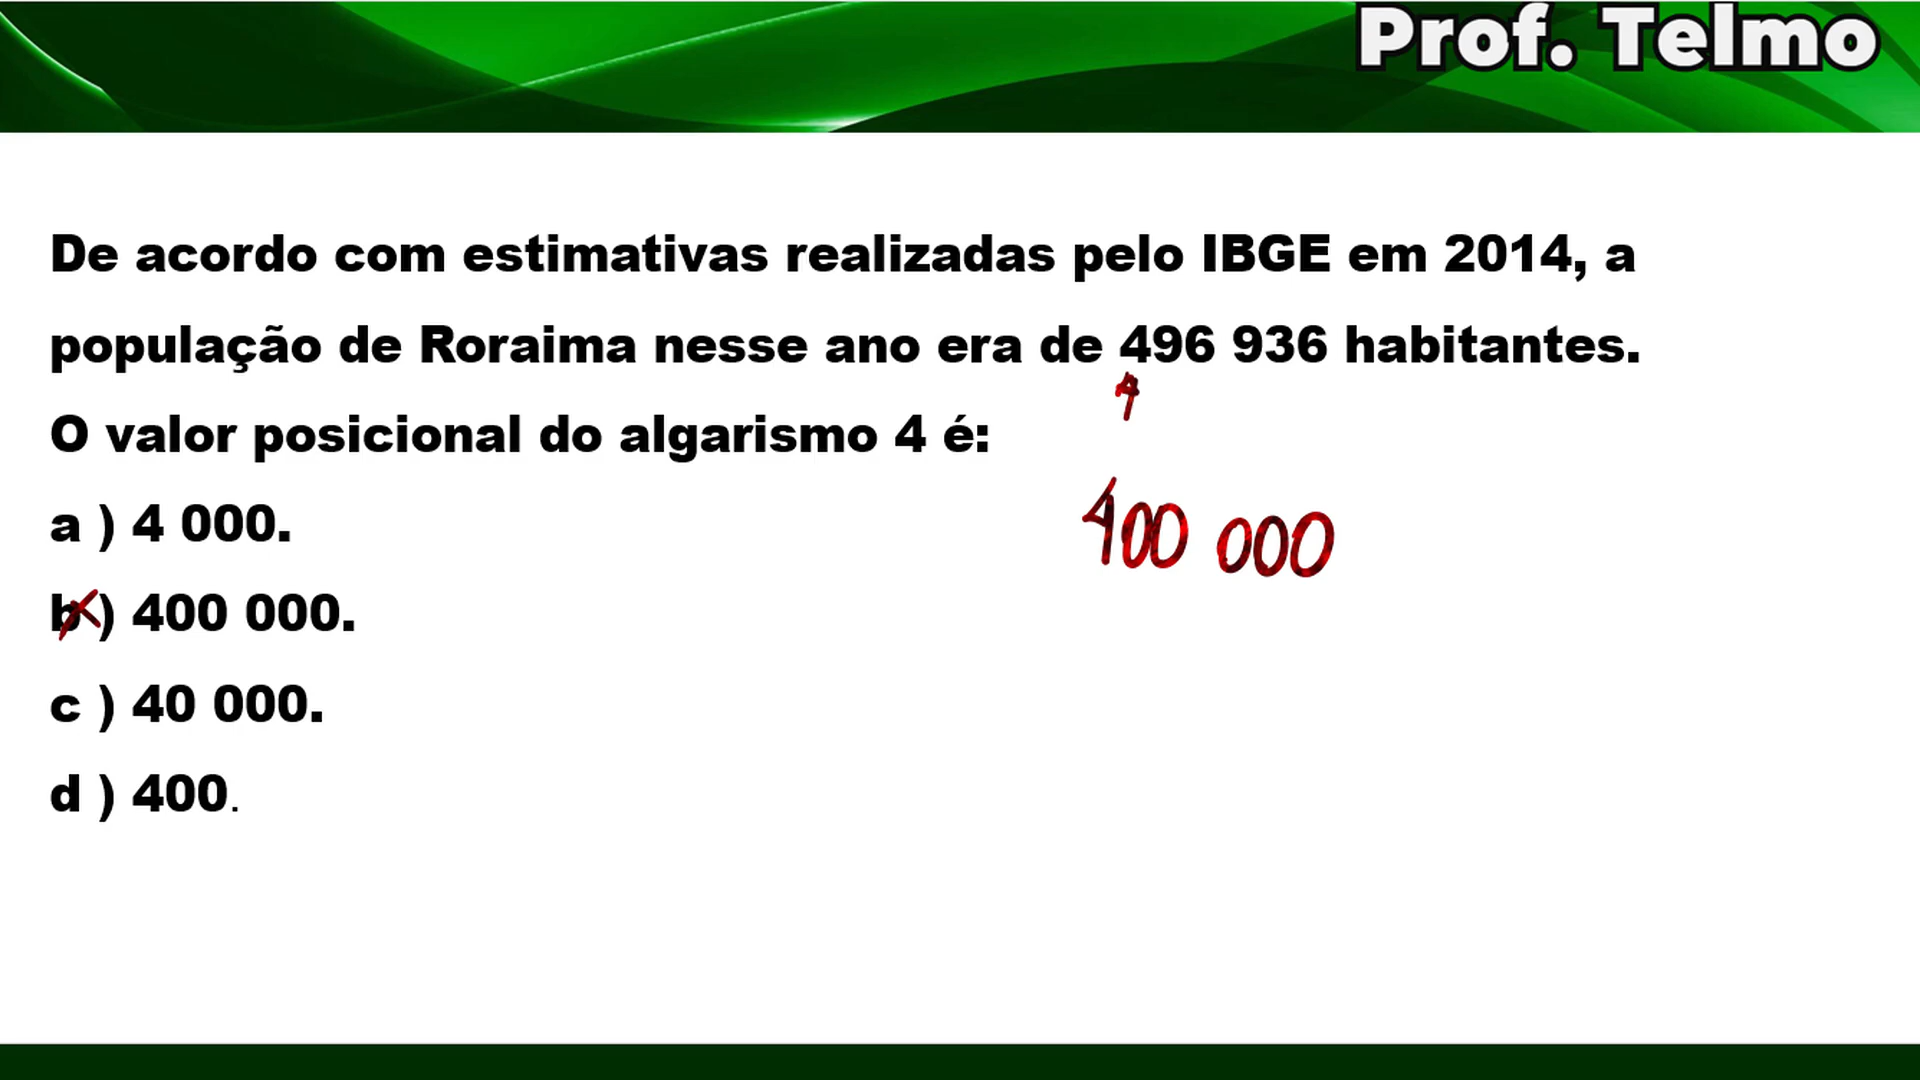 Prof. Telmo
De acordo com estimativas realizadas pelo IBGE em 2014, a
população de Roraima nesse ano era de 496 936 habitantes.
O valor posicional do algarismo 4 é:
a ) 4 000.
400 000
b ) 400 000.
c ) 40 000.
d ) 400.